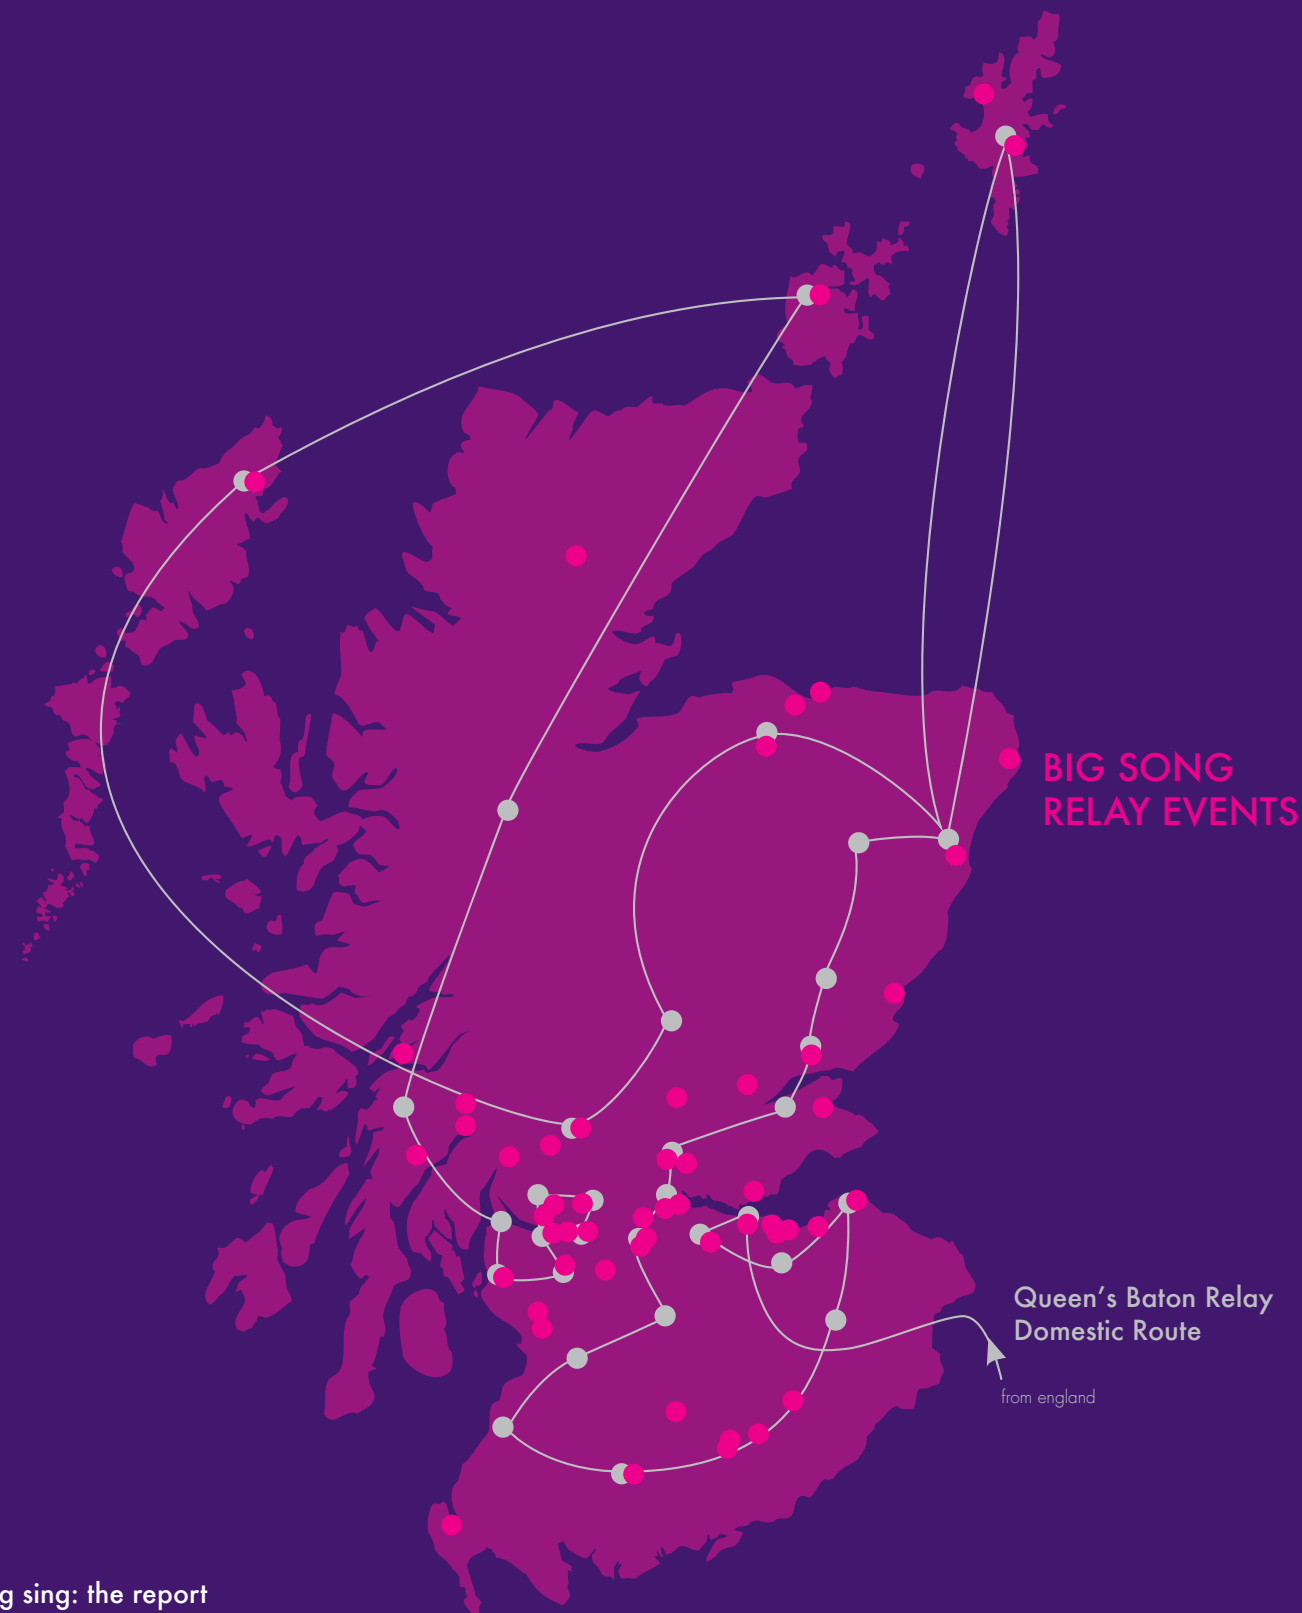 BIG SONG
RELAY EVENTS
Queen's Baton Relay
Domestic Route
from england
g sing: the report